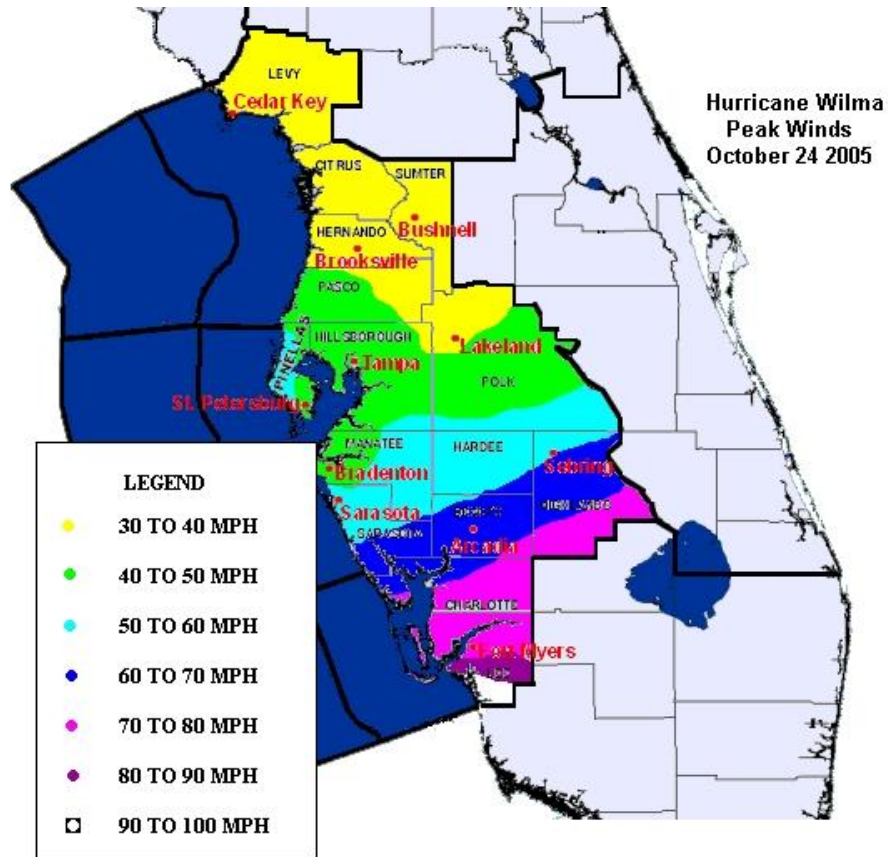 Hurricane Wilma
Peak Winds
October 24 2005
LEVY
Cedar Key
CITRUS
SUMTER
Bushnell
HERNANDO
Brooksville
PASCO
HILLSBOROUGH
PINELLAS
Tampa
Lakeland
POLK
St. Petersburg
MANATEE
HARDEE
Bradenton
Sebring
Sarasota
HIGHLANDS
SARASOTA
Arcadia
CHARLOTTE
Fort Myers
LEGEND
30 TO 40 MPH
40 TO 50 MPH
50 TO 60 MPH
60 TO 70 MPH
70 TO 80 MPH
80 TO 90 MPH
90 TO 100 MPH